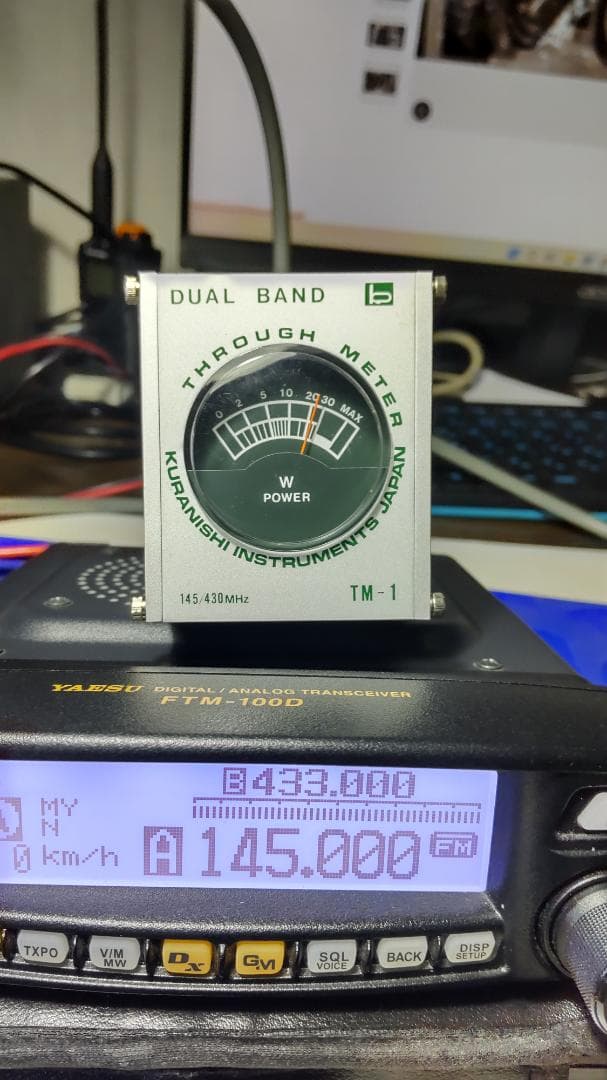 DUAL BAND b
THROUGH METER
0 2 5 10 20 30 MAX
W
POWER
KURANISHI INSTRUMENTS JAPAN
145/430MHz TM-1
YAESU DIGITAL/ANALOG TRANSCEIVER
FTM-100D
B 433.000
MY
N
0 km/h
A 145.000 FM
TXPO V/M MW Dx GM SQL VOICE BACK DISP SETUP